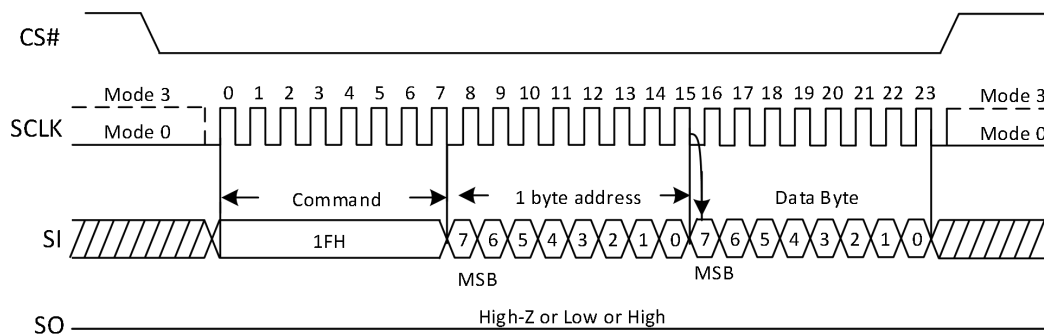 CS#
0 1 2 3 4 5 6 7 8 9 10 11 12 13 14 15 16 17 18 19 20 21 22 23
Mode 3 Mode 3
SCLK Mode 0 Mode 0
Command 1 byte address Data Byte
SI 1FH 7 6 5 4 3 2 1 0 7 6 5 4 3 2 1 0
MSB MSB
High-Z or Low or High
SO